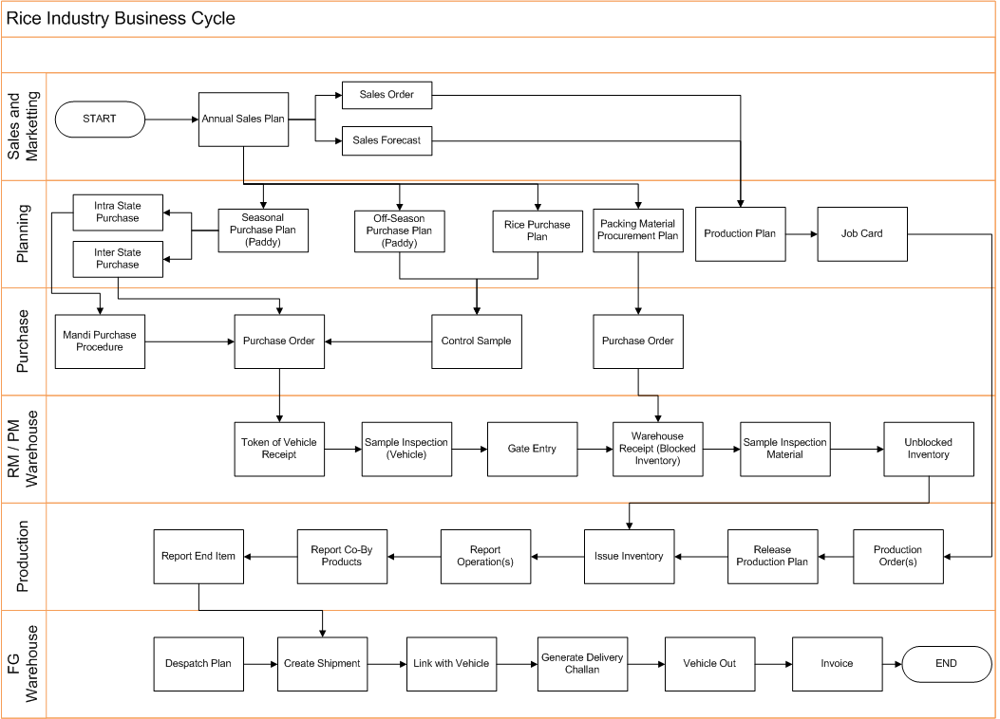 Rice Industry Business Cycle
Sales and
Marketting
START
Annual Sales Plan
Sales Order
Sales Forecast
Planning
Intra State
Purchase
Inter State
Purchase
Seasonal
Purchase Plan
(Paddy)
Off-Season
Purchase Plan
(Paddy)
Rice Purchase
Plan
Packing Material
Procurement Plan
Production Plan
Job Card
Purchase
Mandi Purchase
Procedure
Purchase Order
Control Sample
Purchase Order
RM / PM
Warehouse
Token of Vehicle
Receipt
Sample Inspection
(Vehicle)
Gate Entry
Warehouse
Receipt (Blocked
Inventory)
Sample Inspection
Material
Unblocked
Inventory
Production
Report End Item
Report Co-By
Products
Report
Operation(s)
Issue Inventory
Release
Production Plan
Production
Order(s)
FG
Warehouse
Despatch Plan
Create Shipment
Link with Vehicle
Generate Delivery
Challan
Vehicle Out
Invoice
END